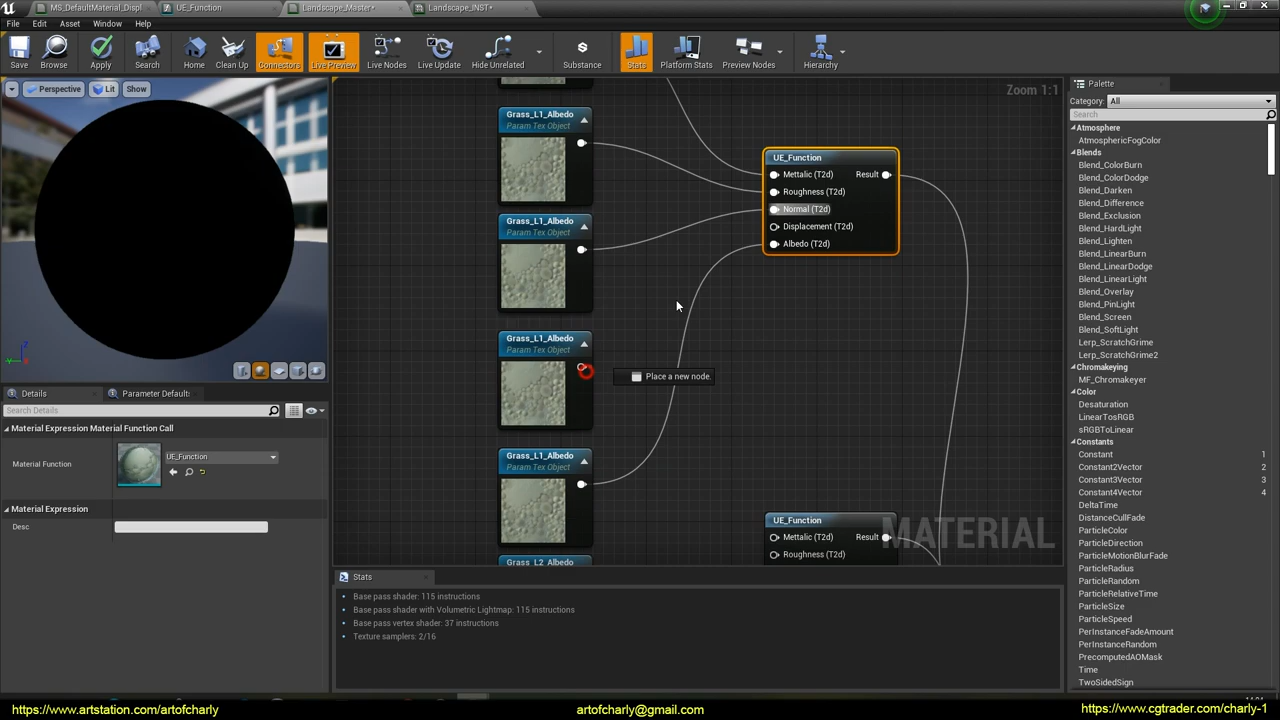 MS_DefaultMaterial_Displ
UE_Function
Landscape_Master*
Landscape_INST*
File Edit Asset Window Help
Save
Browse
Apply
Search
Home
Clean Up
Connectors
Live Preview
Live Nodes
Live Update
Hide Unrelated
Substance
Stats
Platform Stats
Preview Nodes
Hierarchy
Perspective
Lit
Show
Zoom 1:1
Grass_L1_Albedo
Param Tex Object
Grass_L1_Albedo
Param Tex Object
Grass_L1_Albedo
Param Tex Object
Grass_L1_Albedo
Param Tex Object
Grass_L2_Albedo
UE_Function
Mettalic (T2d) Result
Roughness (T2d)
Normal (T2d)
Displacement (T2d)
Albedo (T2d)
Place a new node.
UE_Function
Mettalic (T2d) Result
Roughness (T2d)
MATERIAL
Details
Parameter Default:
Search Details
Material Expression Material Function Call
Material Function
UE_Function
Material Expression
Desc
Stats
Base pass shader: 115 instructions
Base pass shader with Volumetric Lightmap: 115 instructions
Base pass vertex shader: 37 instructions
Texture samplers: 2/16
Palette
Category: All
Search
Atmosphere
AtmosphericFogColor
Blends
Blend_ColorBurn
Blend_ColorDodge
Blend_Darken
Blend_Difference
Blend_Exclusion
Blend_HardLight
Blend_Lighten
Blend_LinearBurn
Blend_LinearDodge
Blend_LinearLight
Blend_Overlay
Blend_PinLight
Blend_Screen
Blend_SoftLight
Lerp_ScratchGrime
Lerp_ScratchGrime2
Chromakeying
MF_Chromakeyer
Color
Desaturation
LinearTosRGB
sRGBToLinear
Constants
Constant 1
Constant2Vector 2
Constant3Vector 3
Constant4Vector 4
DeltaTime
DistanceCullFade
ParticleColor
ParticleDirection
ParticleMotionBlurFade
ParticleRadius
ParticleRandom
ParticleRelativeTime
ParticleSize
ParticleSpeed
PerInstanceFadeAmount
PerInstanceRandom
PrecomputedAOMask
Time
TwoSidedSign
https://www.artstation.com/artofcharly
artofcharly@gmail.com
https://www.cgtrader.com/charly-1